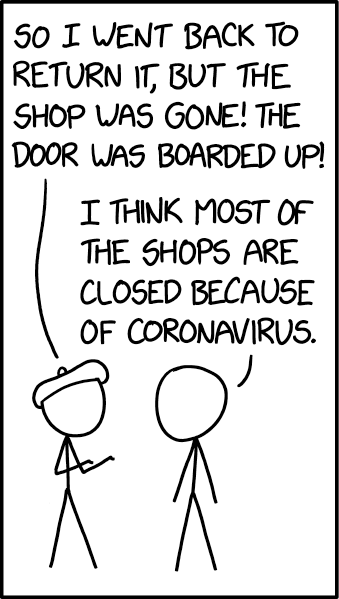 SO I WENT BACK TO
RETURN IT, BUT THE
SHOP WAS GONE! THE
DOOR WAS BOARDED UP!
I THINK MOST OF
THE SHOPS ARE
CLOSED BECAUSE
OF CORONAVIRUS.